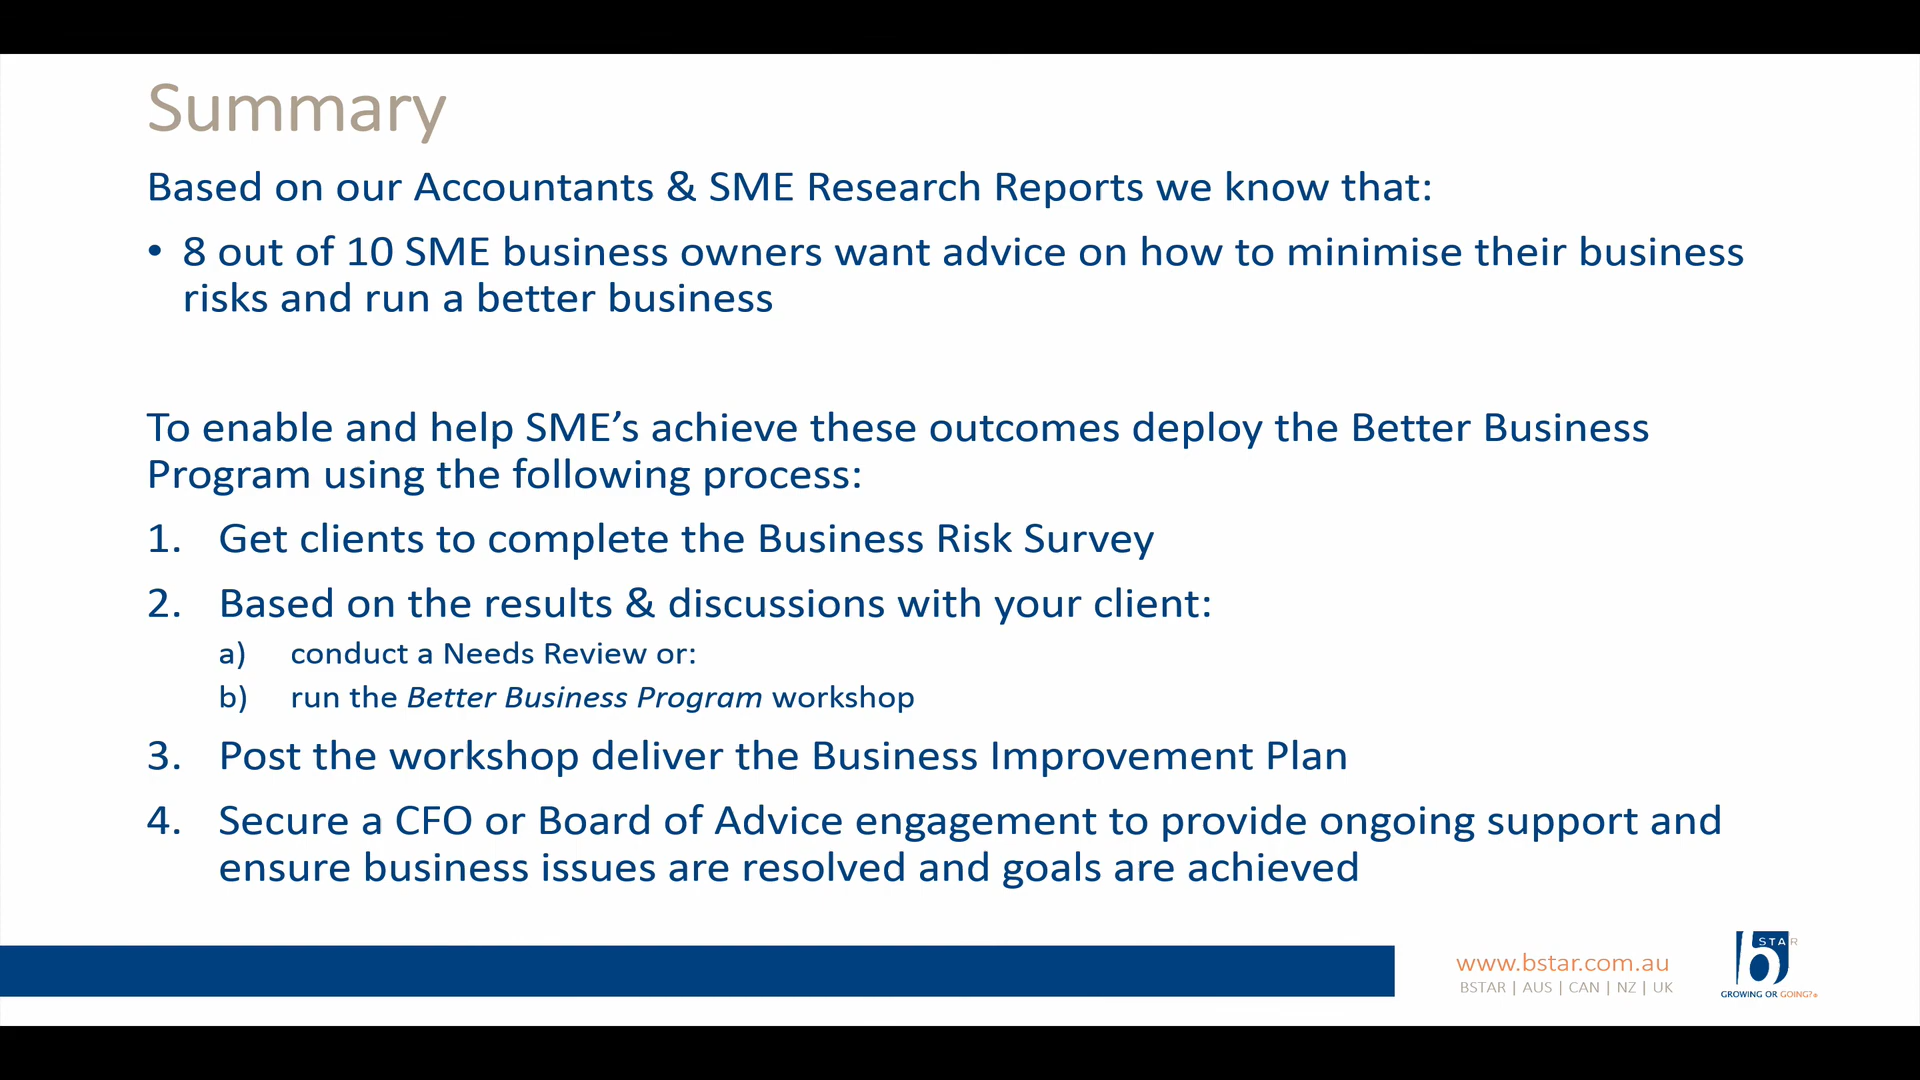 Summary
Based on our Accountants & SME Research Reports we know that:
• 8 out of 10 SME business owners want advice on how to minimise their business
risks and run a better business
To enable and help SME’s achieve these outcomes deploy the Better Business
Program using the following process:
1. Get clients to complete the Business Risk Survey
2. Based on the results & discussions with your client:
a) conduct a Needs Review or:
b) run the Better Business Program workshop
3. Post the workshop deliver the Business Improvement Plan
4. Secure a CFO or Board of Advice engagement to provide ongoing support and
ensure business issues are resolved and goals are achieved
www.bstar.com.au
BSTAR | AUS | CAN | NZ | UK
b STAR
GROWING OR GOING?®